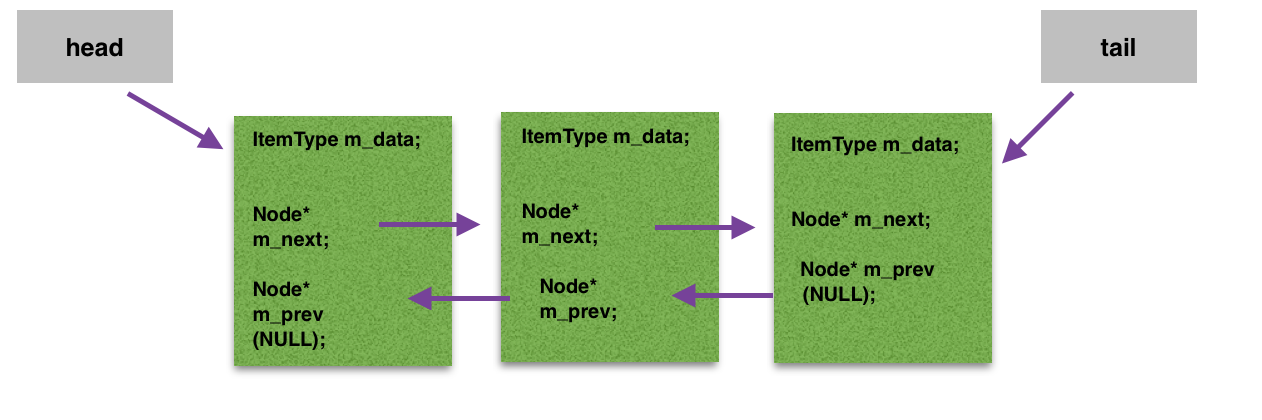 head
tail
ItemType m_data;
Node*
m_next;
Node*
m_prev
(NULL);
ItemType m_data;
Node*
m_next;
Node*
m_prev;
ItemType m_data;
Node* m_next;
Node* m_prev
(NULL);